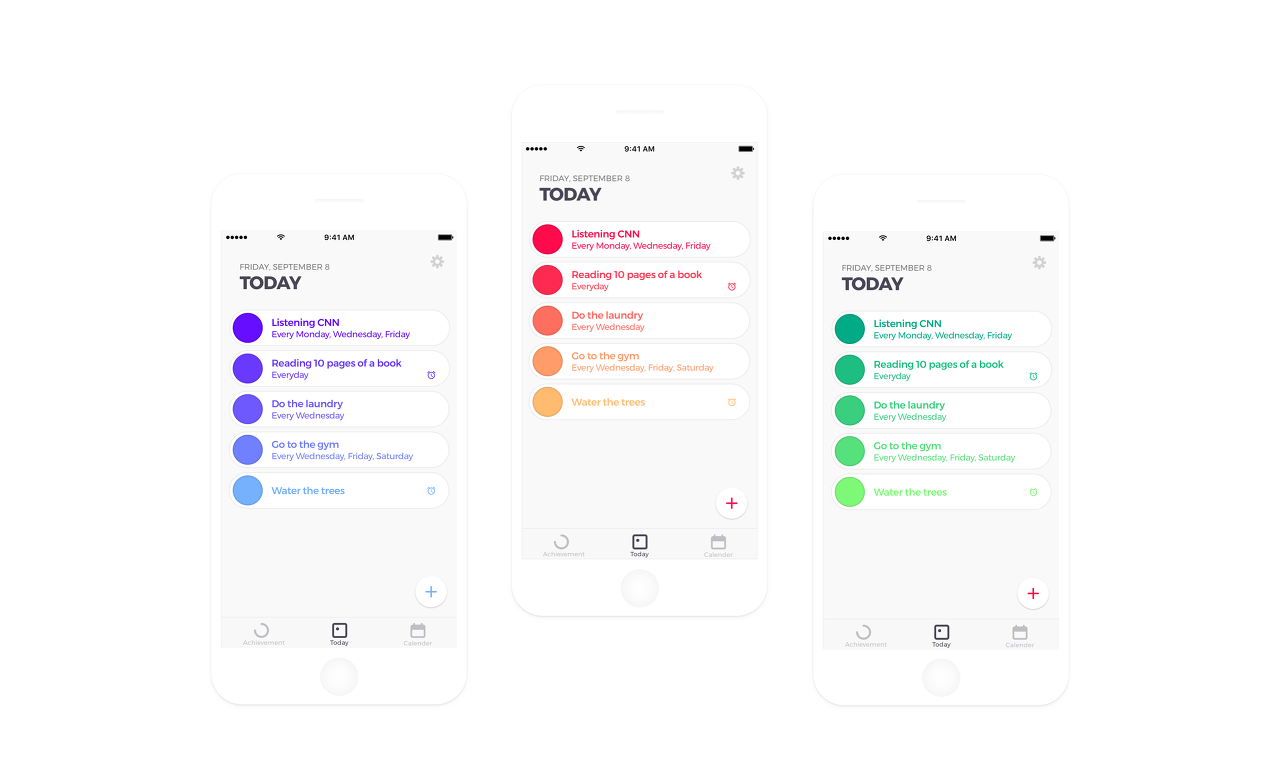 9:41 AM
FRIDAY, SEPTEMBER 8
TODAY
Listening CNN
Every Monday, Wednesday, Friday
Reading 10 pages of a book
Everyday
Do the laundry
Every Wednesday
Go to the gym
Every Wednesday, Friday, Saturday
Water the trees
Achievement
Today
Calender
9:41 AM
FRIDAY, SEPTEMBER 8
TODAY
Listening CNN
Every Monday, Wednesday, Friday
Reading 10 pages of a book
Everyday
Do the laundry
Every Wednesday
Go to the gym
Every Wednesday, Friday, Saturday
Water the trees
Achievement
Today
Calender
9:41 AM
FRIDAY, SEPTEMBER 8
TODAY
Listening CNN
Every Monday, Wednesday, Friday
Reading 10 pages of a book
Everyday
Do the laundry
Every Wednesday
Go to the gym
Every Wednesday, Friday, Saturday
Water the trees
Achievement
Today
Calender